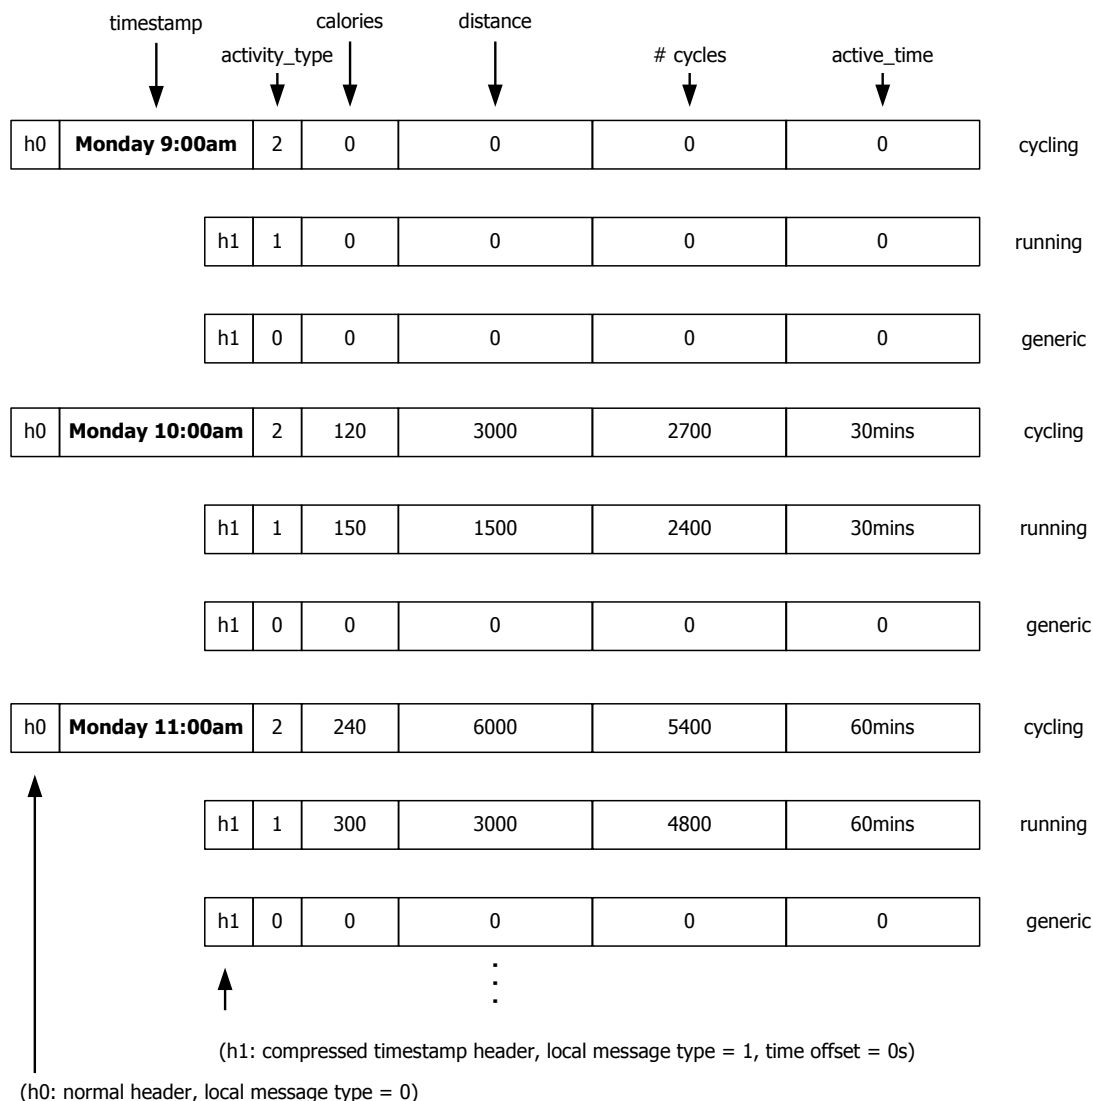 timestamp calories distance
activity_type # cycles active_time
h0 Monday 9:00am 2 0 0 0 0 cycling
h1 1 0 0 0 0 running
h1 0 0 0 0 0 generic
h0 Monday 10:00am 2 120 3000 2700 30mins cycling
h1 1 150 1500 2400 30mins running
h1 0 0 0 0 0 generic
h0 Monday 11:00am 2 240 6000 5400 60mins cycling
h1 1 300 3000 4800 60mins running
h1 0 0 0 0 0 generic
(h1: compressed timestamp header, local message type = 1, time offset = 0s)
(h0: normal header, local message type = 0)